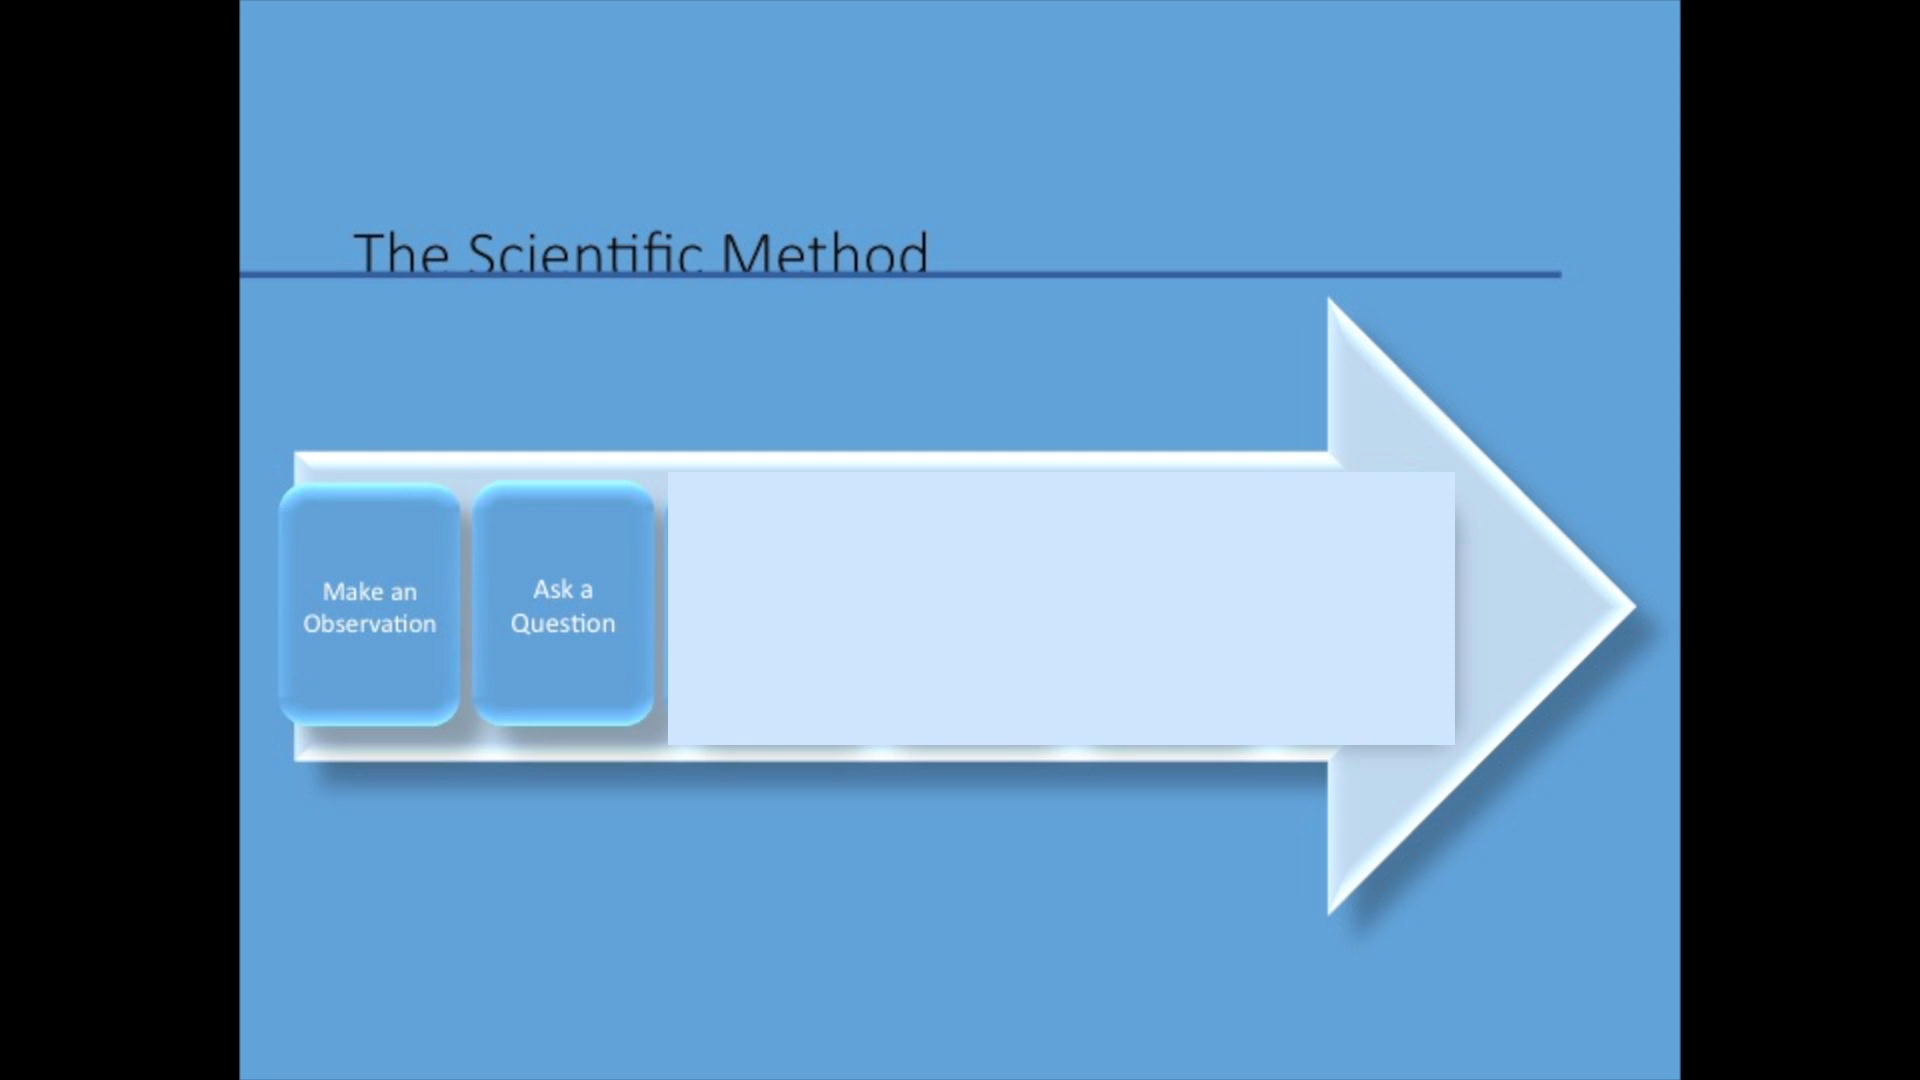 The Scientific Method
Make an
Observation
Ask a
Question